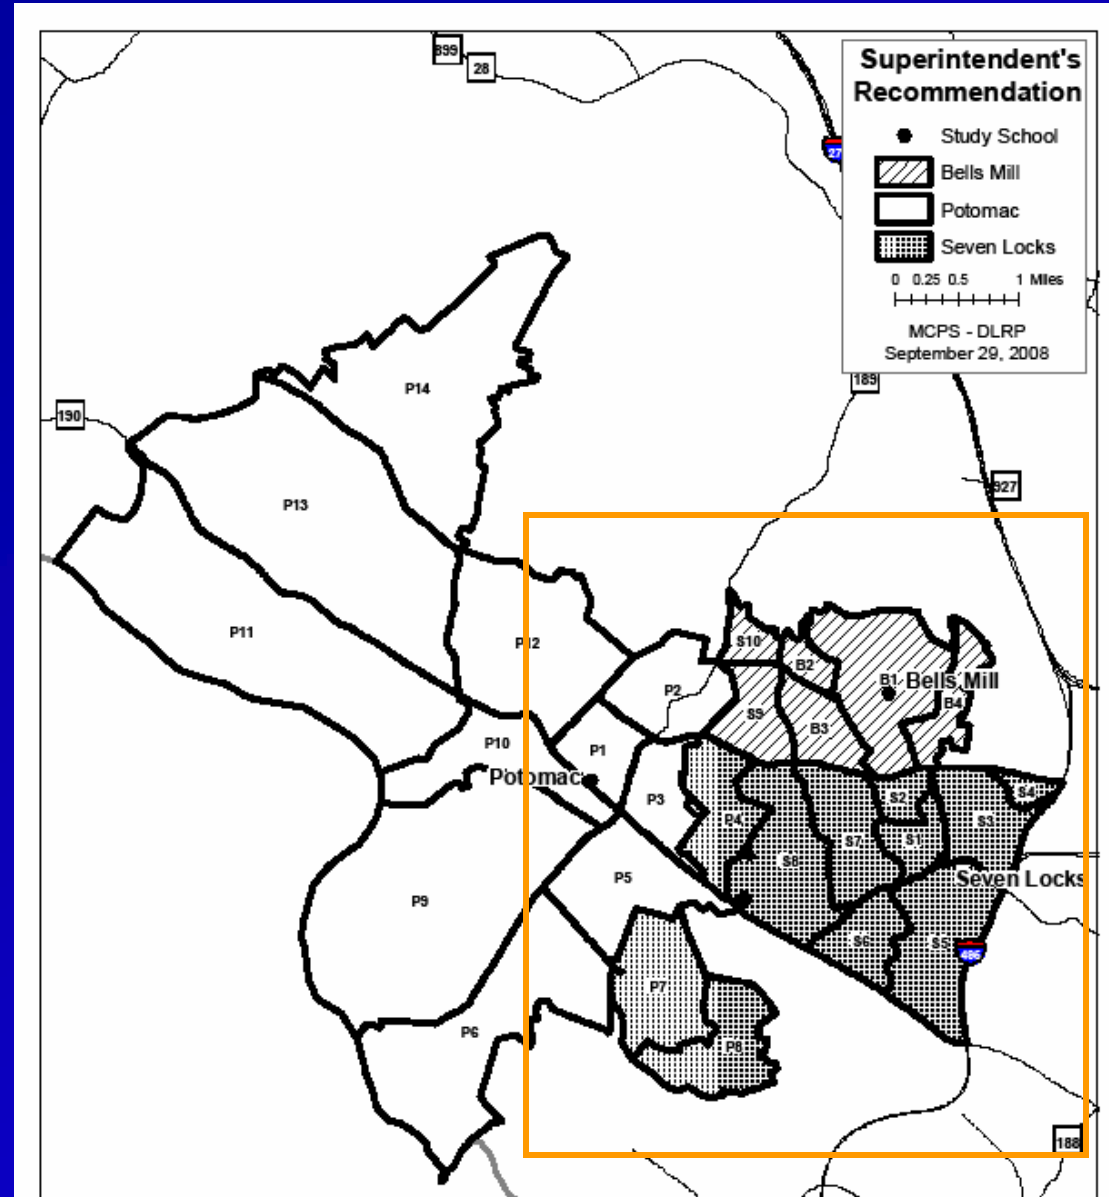 899
28
Superintendent's
Recommendation
Study School
Bells Mill
Potomac
Seven Locks
0 0.25 0.5 1 Miles
MCPS - DLRP
September 29, 2008
27
189
190
P14
927
P13
P11
P12
S10
B2
B1
Bells Mill
P2
B4
S9
B3
P10
P1
Potomac
P3
S2
S4
P4
S3
S7
S1
S8
P5
Seven Locks
P9
S6
S5
495
P7
P6
P8
188